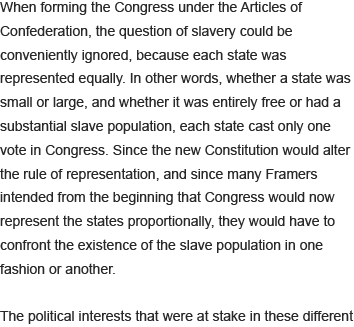 When forming the Congress under the Articles of
Confederation, the question of slavery could be
conveniently ignored, because each state was
represented equally. In other words, whether a state was
small or large, and whether it was entirely free or had a
substantial slave population, each state cast only one
vote in Congress. Since the new Constitution would alter
the rule of representation, and since many Framers
intended from the beginning that Congress would now
represent the states proportionally, they would have to
confront the existence of the slave population in one
fashion or another.

The political interests that were at stake in these different